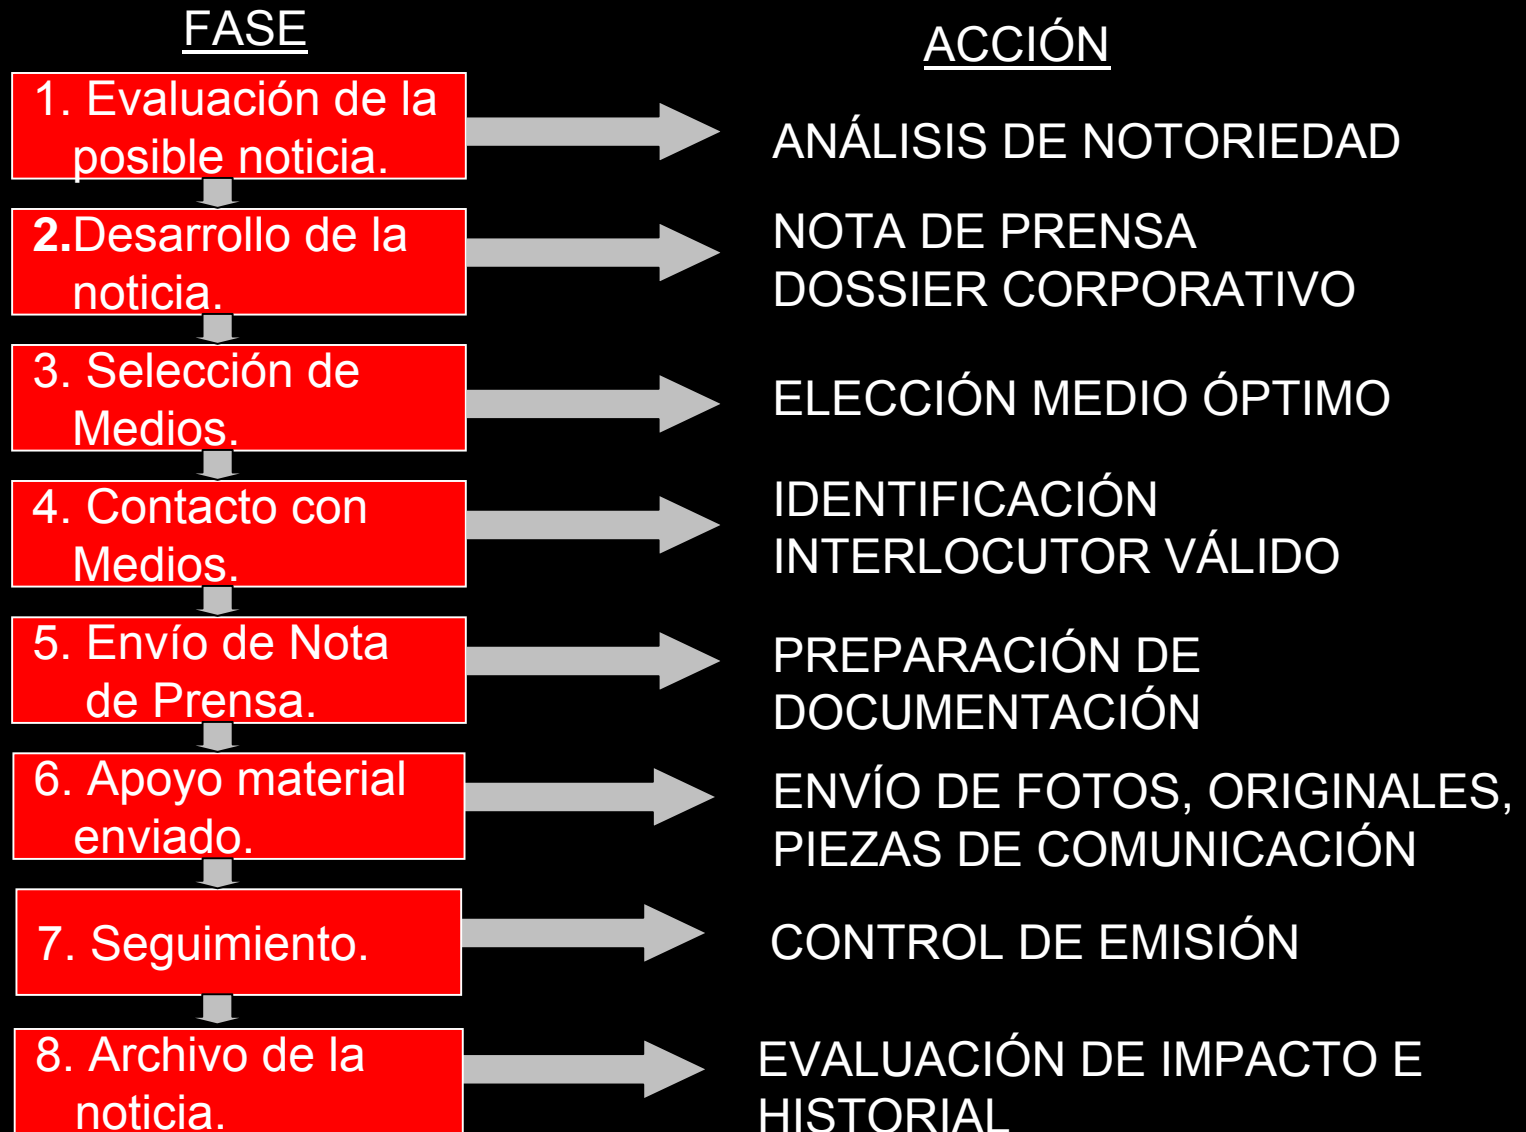 FASE
ACCIÓN
1. Evaluación de la
posible noticia.
ANÁLISIS DE NOTORIEDAD
2.Desarrollo de la
noticia.
NOTA DE PRENSA
DOSSIER CORPORATIVO
3. Selección de
Medios.
ELECCIÓN MEDIO ÓPTIMO
4. Contacto con
Medios.
IDENTIFICACIÓN
INTERLOCUTOR VÁLIDO
5. Envío de Nota
de Prensa.
PREPARACIÓN DE
DOCUMENTACIÓN
6. Apoyo material
enviado.
ENVÍO DE FOTOS, ORIGINALES,
PIEZAS DE COMUNICACIÓN
7. Seguimiento.
CONTROL DE EMISIÓN
8. Archivo de la
noticia.
EVALUACIÓN DE IMPACTO E
HISTORIAL